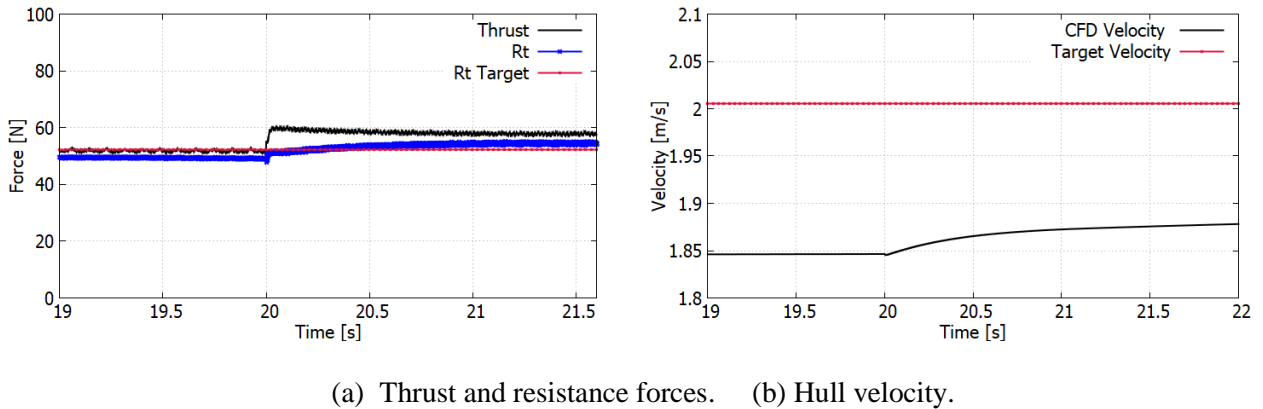 100
80
60
40
20
0
Force [N]
Thrust
Rt
Rt Target
19
19.5
20
20.5
21
21.5
Time [s]
2.1
2.05
2
1.95
1.9
1.85
1.8
Velocity [m/s]
CFD Velocity
Target Velocity
19
19.5
20
20.5
21
21.5
22
Time [s]
(a) Thrust and resistance forces. (b) Hull velocity.